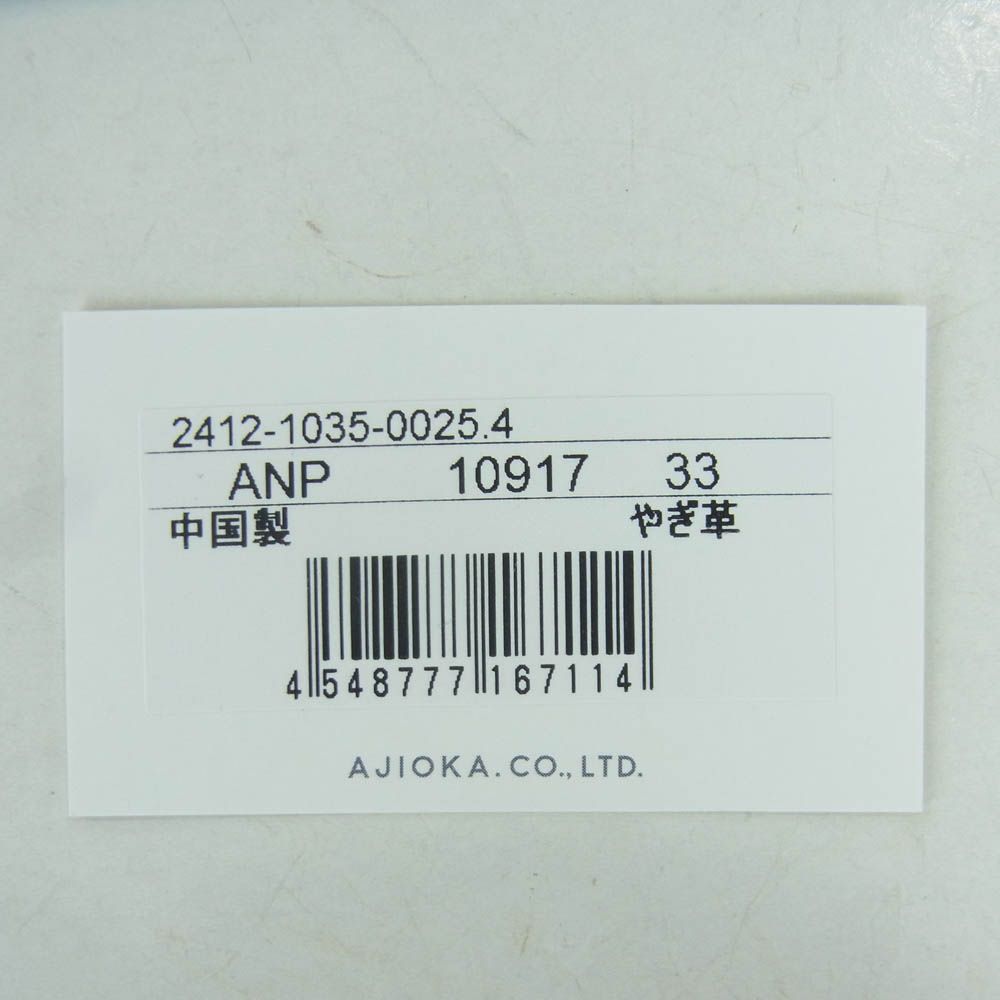 2412-1035-0025.4
ANP 10917 33
中国製 やぎ革
4 548777 167114
AJIOKA.CO.,LTD.